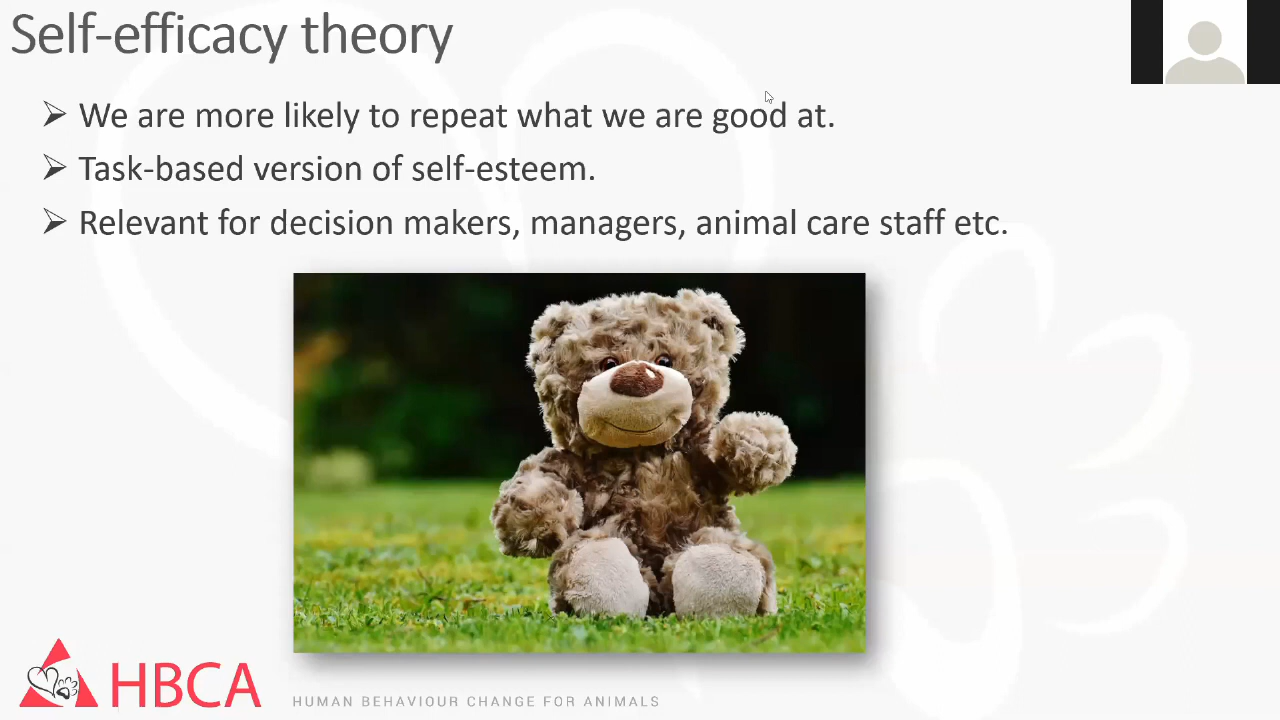 Self-efficacy theory
We are more likely to repeat what we are good at.
Task-based version of self-esteem.
Relevant for decision makers, managers, animal care staff etc.
HBCA
HUMAN BEHAVIOUR CHANGE FOR ANIMALS